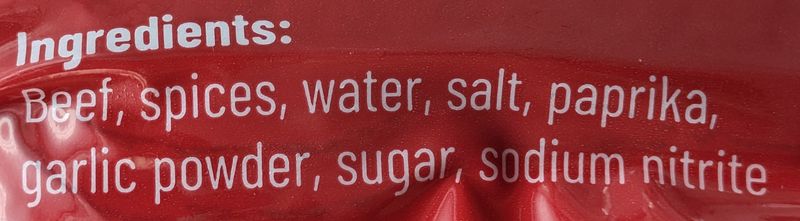 Ingredients:
Beef, spices, water, salt, paprika,
garlic powder, sugar, sodium nitrite